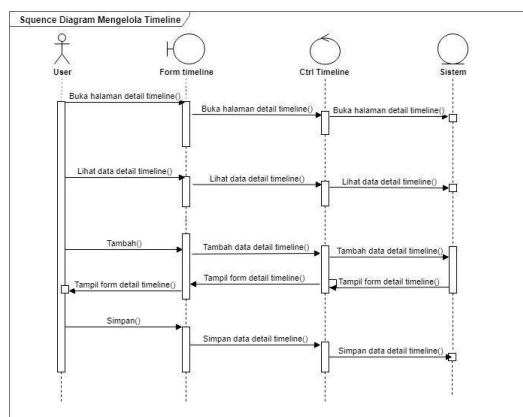 Squence Diagram Mengelola Timeline
User
Form timeline
Ctrl Timeline
Sistem
Buka halaman detail timeline()
Buka halaman detail timeline()
Buka halaman detail timeline()
Lihat data detail timeline()
Lihat data detail timeline()
Lihat data detail timeline()
Tambah()
Tambah data detail timeline()
Tambah data detail timeline()
Tampil form detail timeline()
Tampil form detail timeline()
Tampil form detail timeline()
Simpan()
Simpan data detail timeline()
Simpan data detail timeline()